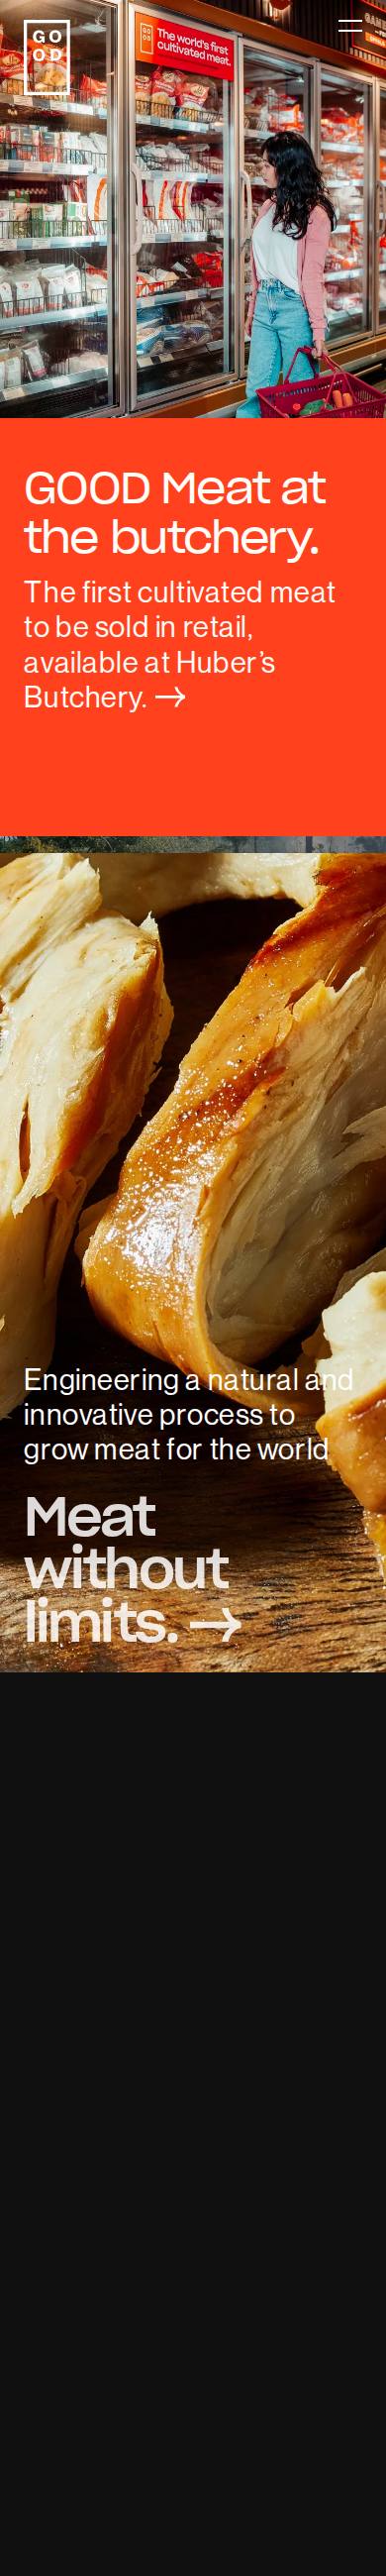 GO
OD
GO
OD
The world's first
cultivated meat.
GOOD Meat at
the butchery.
The first cultivated meat
to be sold in retail,
available at Huber’s
Butchery. →
Engineering a natural and
innovative process to
grow meat for the world
Meat
without
limits. →